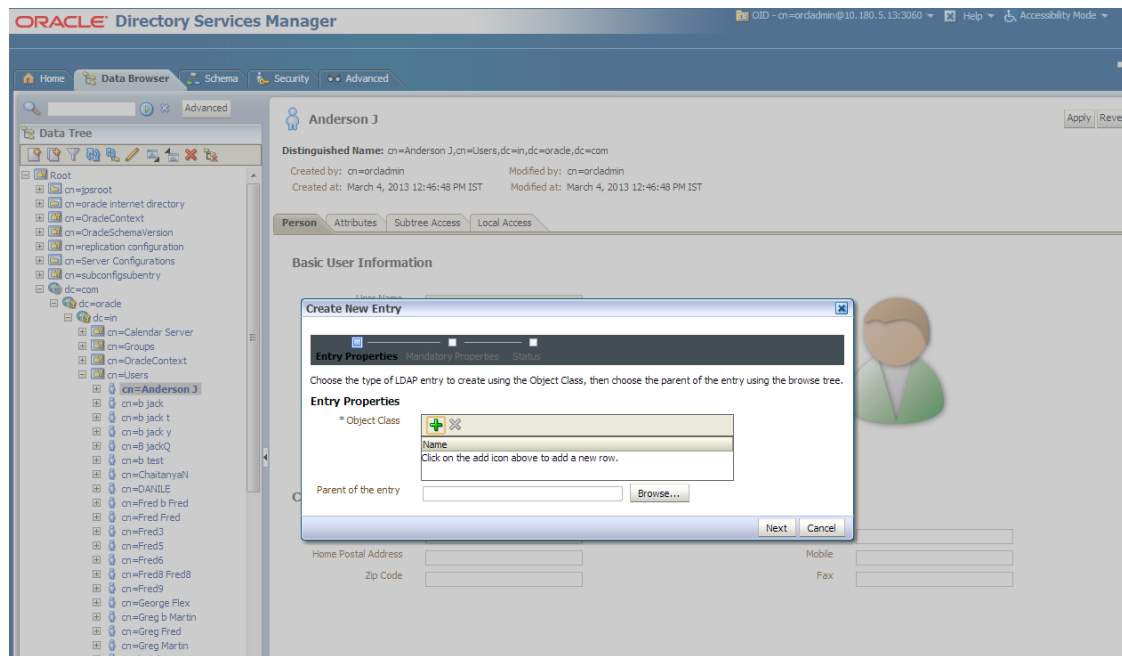 ORACLE Directory Services Manager
OID - cn=orcladmin@10.180.5.13:3060 Help Accessibility Mode
Home Data Browser Schema Security Advanced
Advanced
Data Tree
Root
cn=jpsroot
cn=oracle internet directory
cn=OracleContext
cn=OracleSchemaVersion
cn=replication configuration
cn=Server Configurations
cn=subconfigsubentry
dc=com
dc=oracle
dc=in
cn=Calendar Server
cn=Groups
cn=OracleContext
cn=Users
cn=Anderson J
cn=b jack
cn=b jack t
cn=b jack y
cn=B jackQ
cn=b test
cn=ChaitanyaN
cn=DANILE
cn=Fred b Fred
cn=Fred Fred
cn=Fred3
cn=Fred5
cn=Fred6
cn=Fred8 Fred8
cn=Fred9
cn=George Flex
cn=Greg b Martin
cn=Greg Fred
cn=Greg Martin
Anderson J
Apply Reve
Distinguished Name: cn=Anderson J,cn=Users,dc=in,dc=oracle,dc=com
Created by: cn=orcladmin Modified by: cn=orcladmin
Created at: March 4, 2013 12:46:48 PM IST Modified at: March 4, 2013 12:46:48 PM IST
Person Attributes Subtree Access Local Access
Basic User Information
User Name
Create New Entry
Entry Properties Mandatory Properties Status
Choose the type of LDAP entry to create using the Object Class, then choose the parent of the entry using the browse tree.
Entry Properties
* Object Class
Name
Click on the add icon above to add a new row.
Parent of the entry Browse...
C
Next Cancel
Home Postal Address Mobile
Zip Code Fax